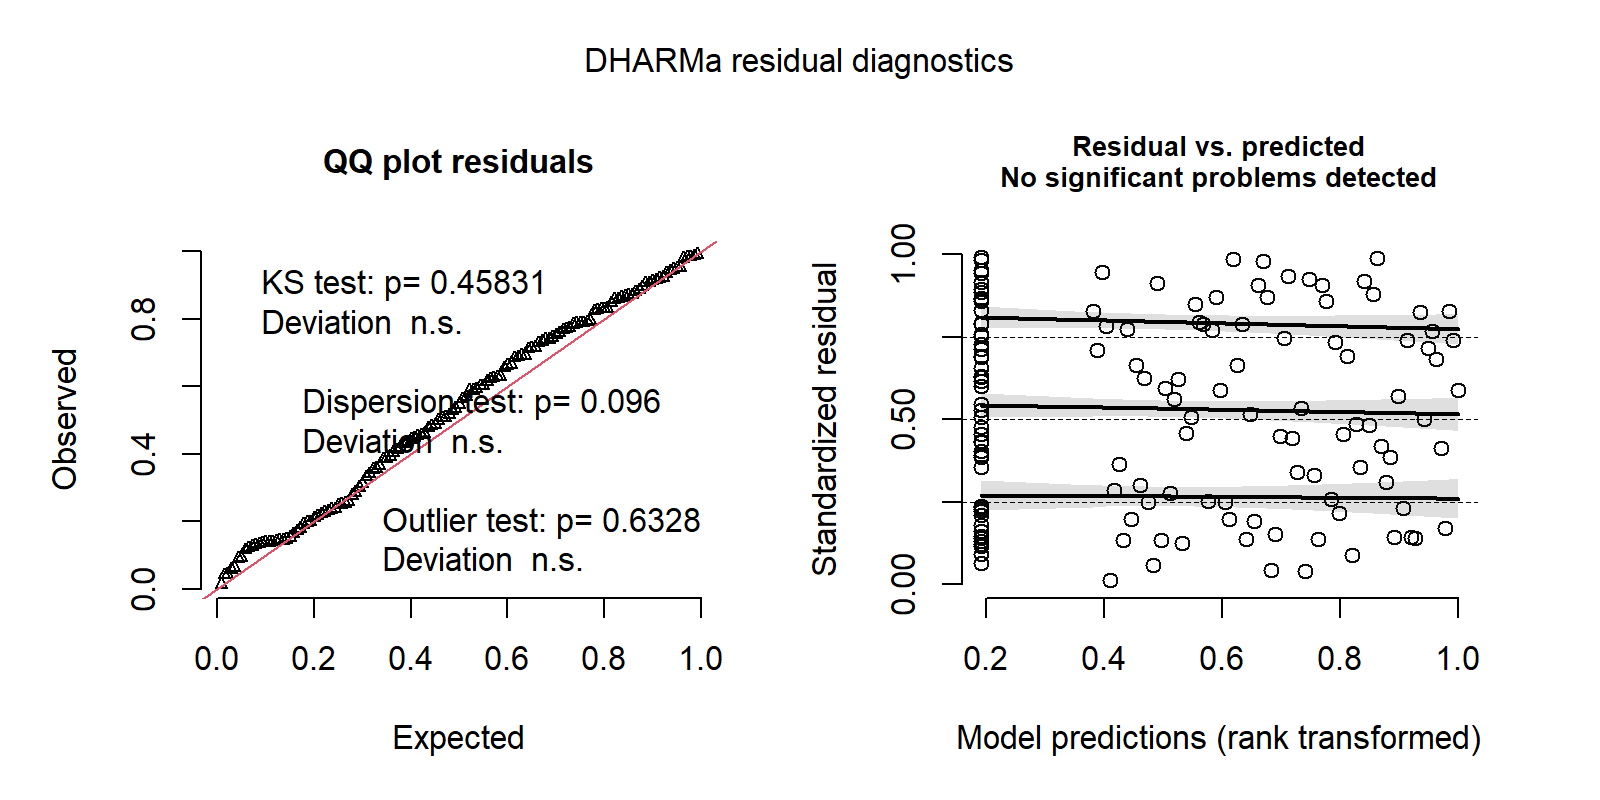 DHARMa residual diagnostics
QQ plot residuals
KS test: p= 0.45831
Deviation n.s.
Dispersion test: p= 0.096
Deviation n.s.
Outlier test: p= 0.6328
Deviation n.s.
Observed
0.0 0.4 0.8
0.0 0.2 0.4 0.6 0.8 1.0
Expected
Residual vs. predicted
No significant problems detected
Standardized residual
0.00 0.50 1.00
0.2 0.4 0.6 0.8 1.0
Model predictions (rank transformed)